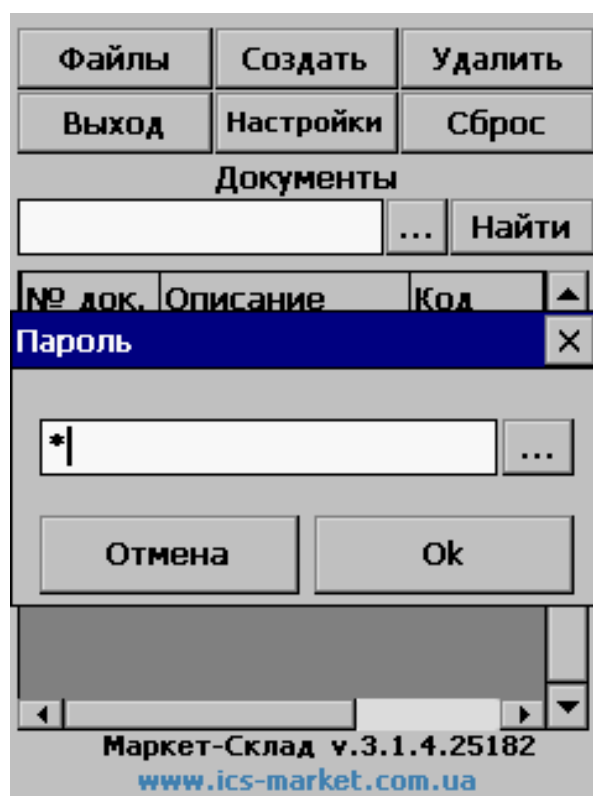 Файлы Создать Удалить
Выход Настройки Сброс
Документы
... Найти
№ док. Описание Код
Пароль
*
...
Отмена Ok
Маркет-Склад v.3.1.4.25182
www.ics-market.com.ua